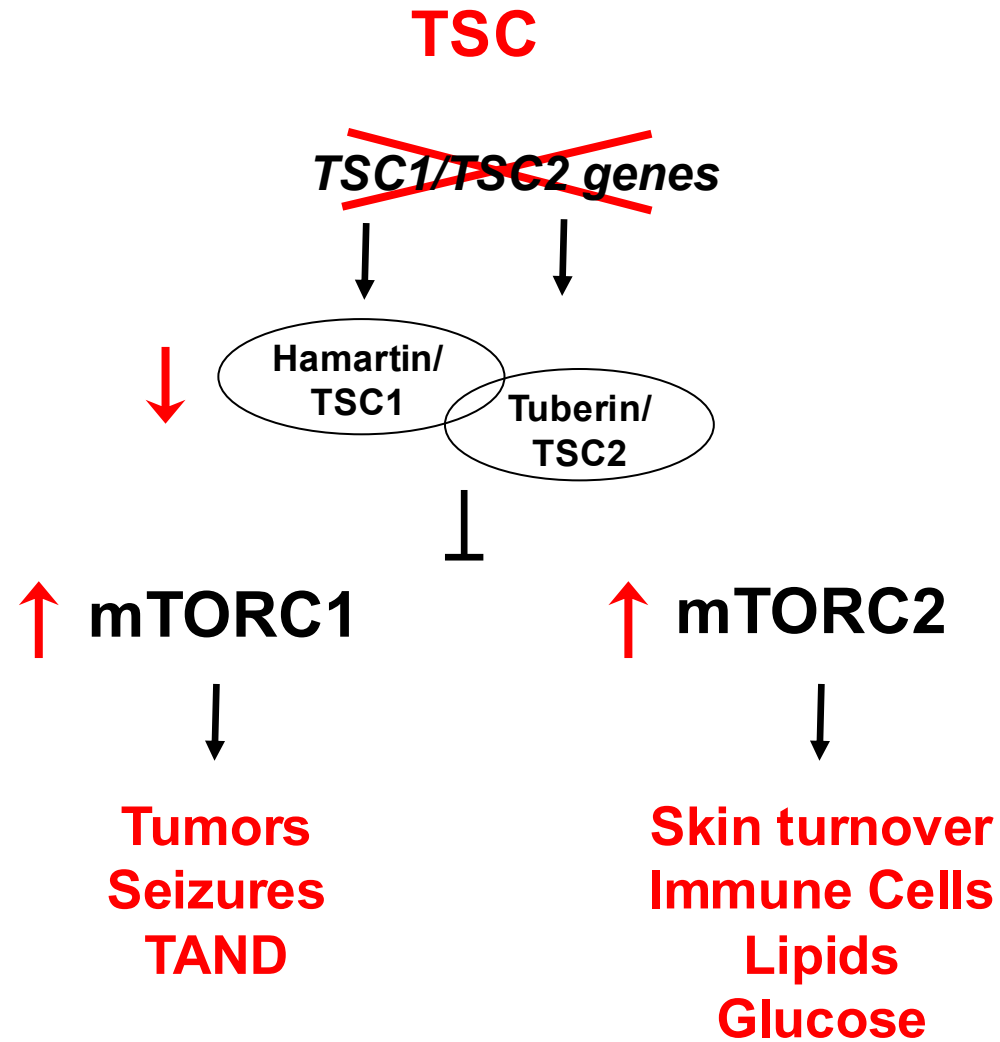 TSC
TSC1/TSC2 genes
Hamartin/
TSC1
Tuberin/
TSC2
mTORC1
mTORC2
Tumors
Seizures
TAND
Skin turnover
Immune Cells
Lipids
Glucose